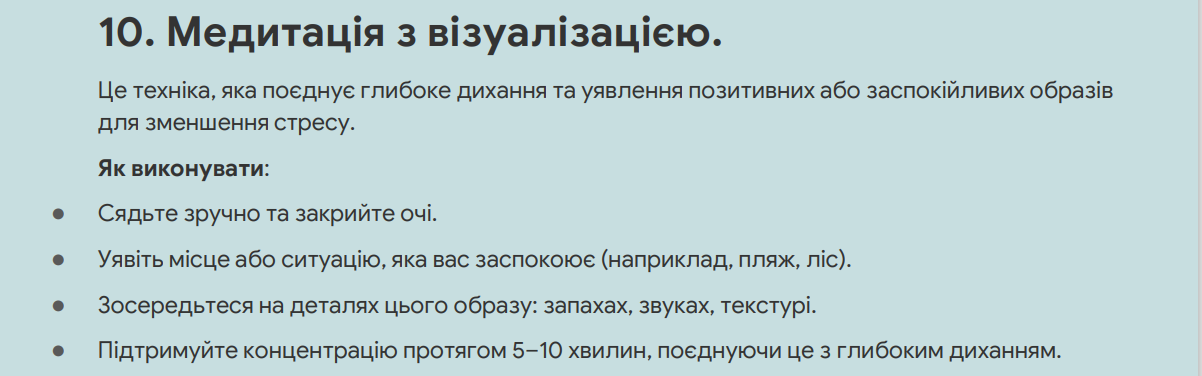 10. Медитація з візуалізацією.
Це техніка, яка поєднує глибоке дихання та уявлення позитивних або заспокійливих образів
для зменшення стресу.
Як виконувати:
● Сядьте зручно та закрийте очі.
● Уявіть місце або ситуацію, яка вас заспокоює (наприклад, пляж, ліс).
● Зосередьтеся на деталях цього образу: запахах, звуках, текстурі.
● Підтримуйте концентрацію протягом 5–10 хвилин, поєднуючи це з глибоким диханням.